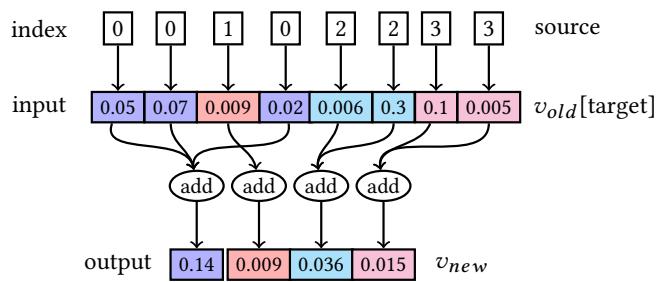 index 0 0 1 0 2 2 3 3 source
input 0.05 0.07 0.009 0.02 0.006 0.3 0.1 0.005 v_old[target]
add add add add
output 0.14 0.009 0.036 0.015 v_new